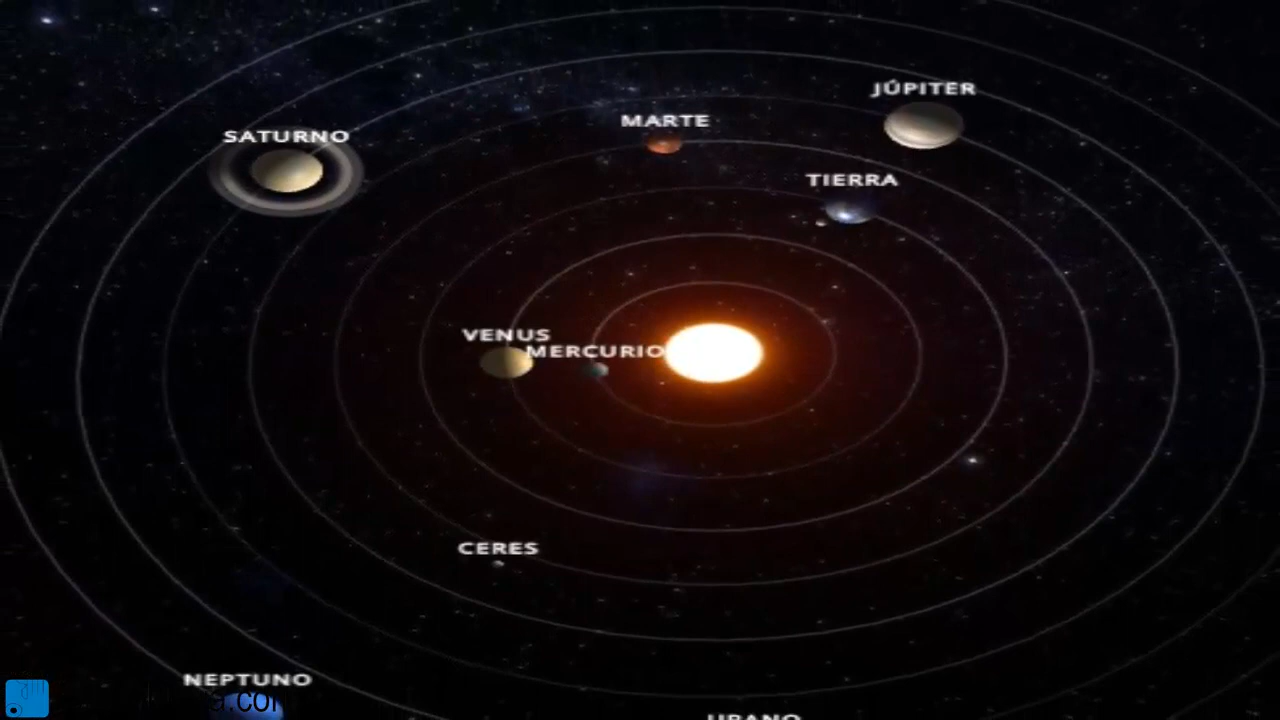 JÚPITER
MARTE
SATURNO
TIERRA
VENUS
MERCURIO
CERES
NEPTUNO
URANO